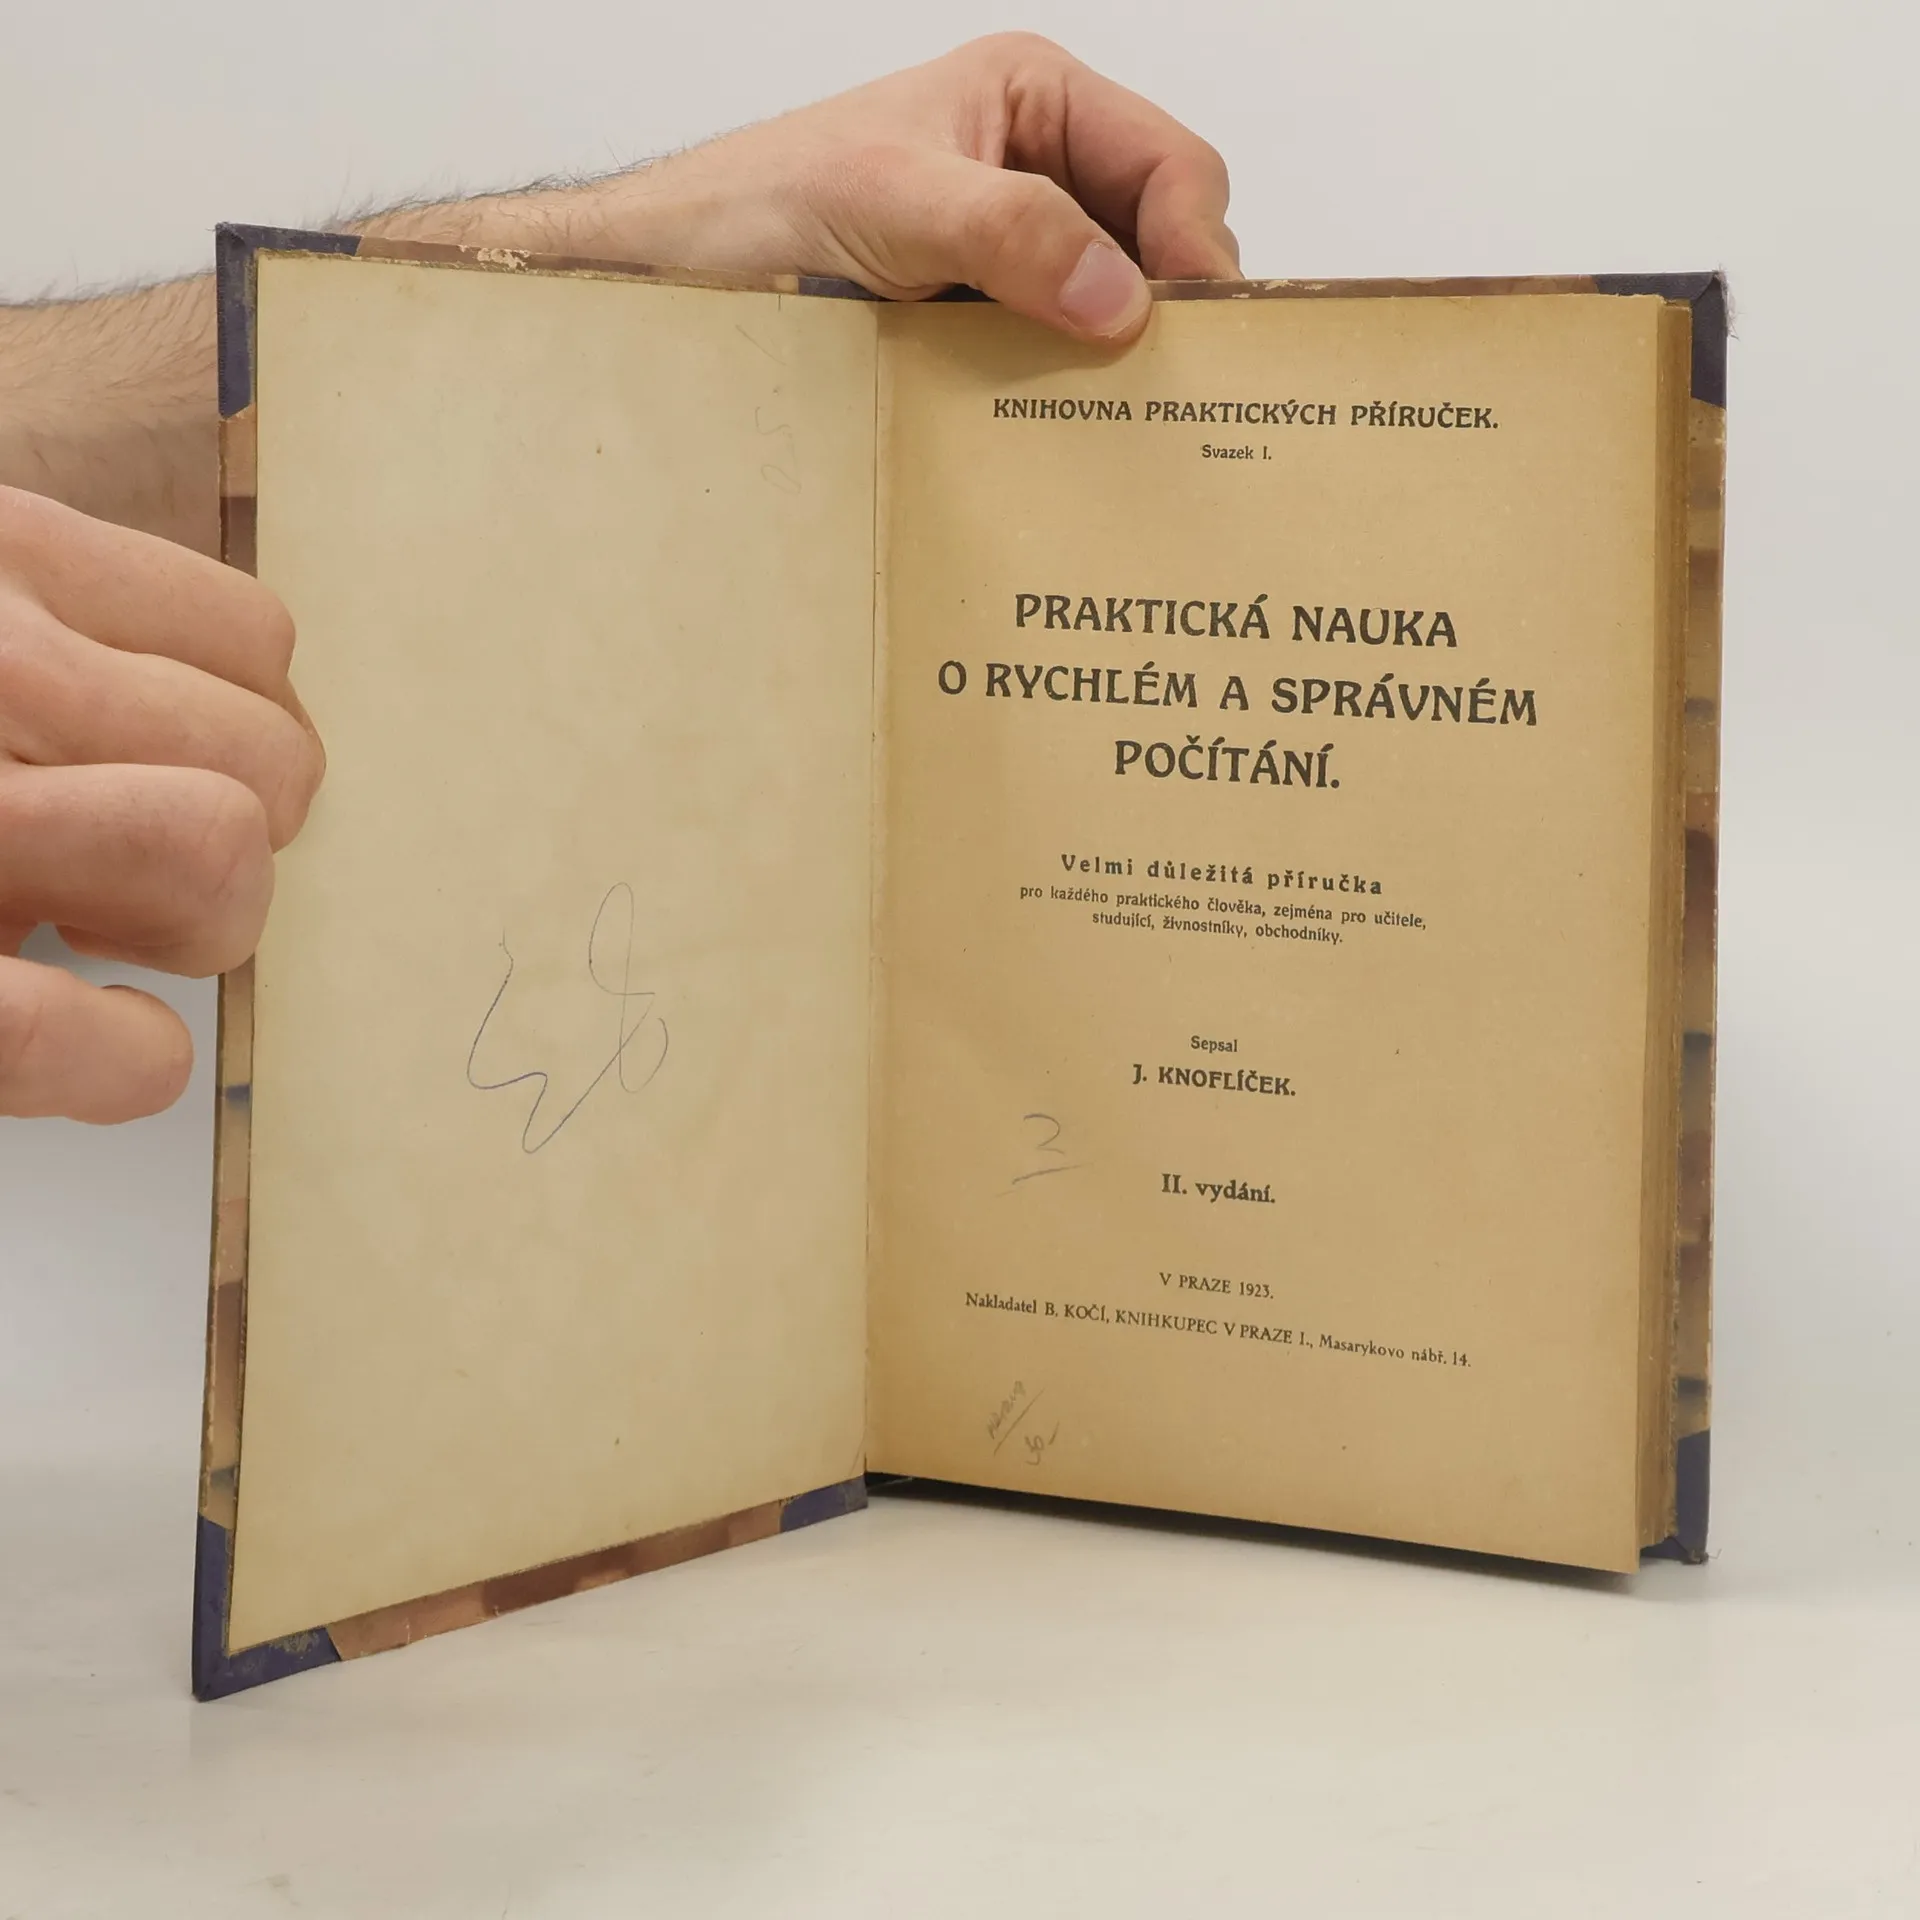 KNIHOVNA PRAKTICKÝCH PŘÍRUČEK.
Svazek I.
PRAKTICKÁ NAUKA
O RYCHLÉM A SPRÁVNÉM
POČÍTÁNÍ.
Velmi důležitá příručka
pro každého praktického člověka, zejména pro učitele,
studující, živnostníky, obchodníky.
Sepsal
J. KNOFLÍČEK.
2
II. vydání.
V PRAZE 1923.
Nakladatel B. KOČÍ, KNIHKUPEC V PRAZE I., Masarykovo nábř. 14.